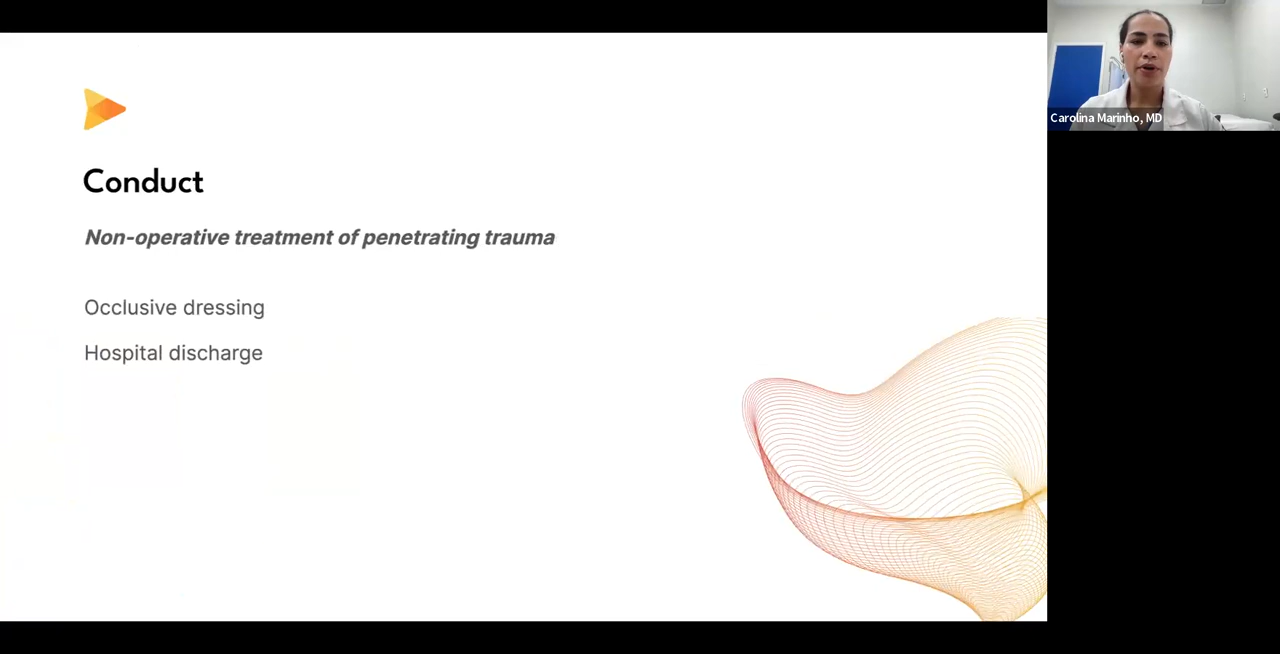 Conduct
Non-operative treatment of penetrating trauma
Occlusive dressing
Hospital discharge
Carolina Marinho, MD